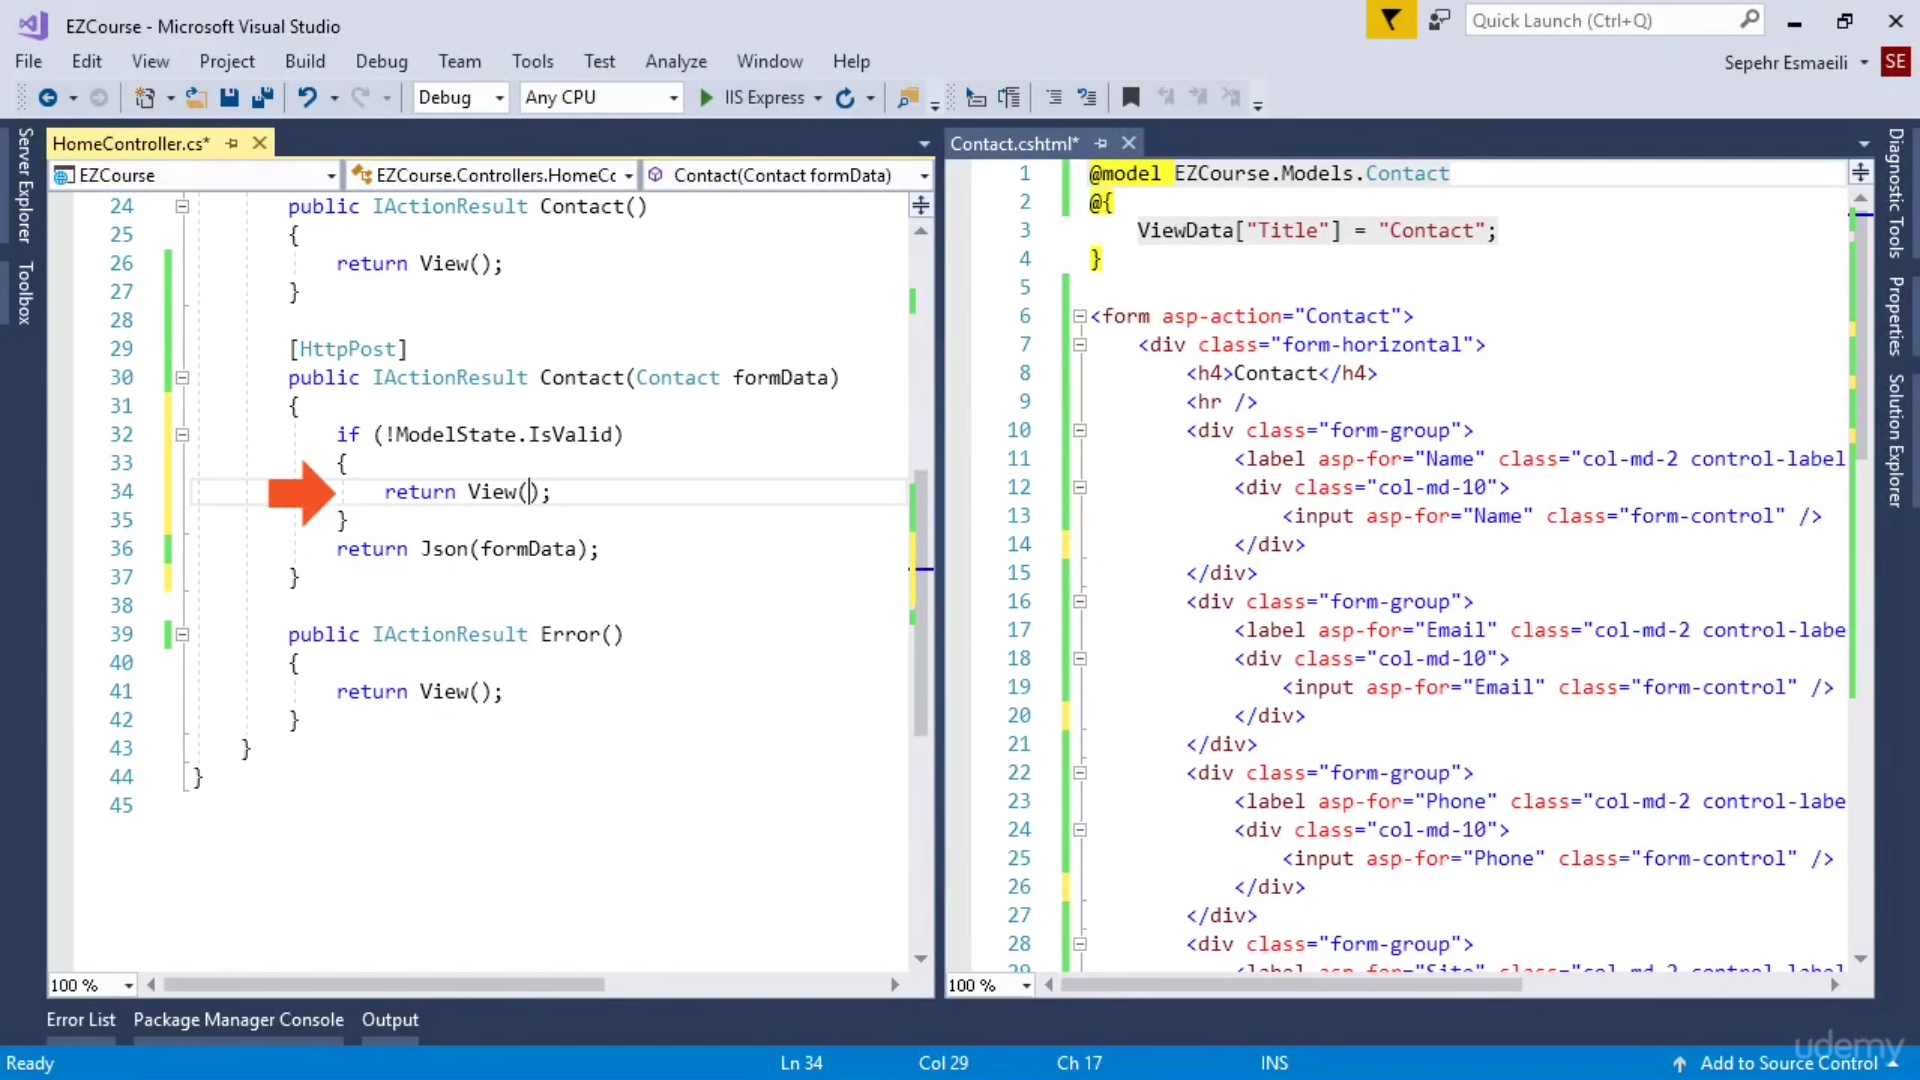 EZCourse - Microsoft Visual Studio
Quick Launch (Ctrl+Q)
File Edit View Project Build Debug Team Tools Test Analyze Window Help
Sepehr Esmaeili SE
Debug Any CPU IIS Express
Server Explorer
Toolbox
HomeController.cs*
EZCourse EZCourse.Controllers.HomeCc Contact(Contact formData)
24 public IActionResult Contact()
25 {
26 return View();
27 }
28
29 [HttpPost]
30 public IActionResult Contact(Contact formData)
31 {
32 if (!ModelState.IsValid)
33 {
34 return View();
35 }
36 return Json(formData);
37 }
38
39 public IActionResult Error()
40 {
41 return View();
42 }
43 }
44 }
45
100 %
Contact.cshtml*
1 @model EZCourse.Models.Contact
2 @{
3 ViewData["Title"] = "Contact";
4 }
5
6 <form asp-action="Contact">
7 <div class="form-horizontal">
8 <h4>Contact</h4>
9 <hr />
10 <div class="form-group">
11 <label asp-for="Name" class="col-md-2 control-label
12 <div class="col-md-10">
13 <input asp-for="Name" class="form-control" />
14 </div>
15 </div>
16 <div class="form-group">
17 <label asp-for="Email" class="col-md-2 control-labe
18 <div class="col-md-10">
19 <input asp-for="Email" class="form-control" />
20 </div>
21 </div>
22 <div class="form-group">
23 <label asp-for="Phone" class="col-md-2 control-labe
24 <div class="col-md-10">
25 <input asp-for="Phone" class="form-control" />
26 </div>
27 </div>
28 <div class="form-group">
29 <label asp-for="Site" class="col-md-2 control-label
100 %
Diagnostic Tools
Properties
Solution Explorer
Error List Package Manager Console Output
udemy
Ready Ln 34 Col 29 Ch 17 INS Add to Source Control